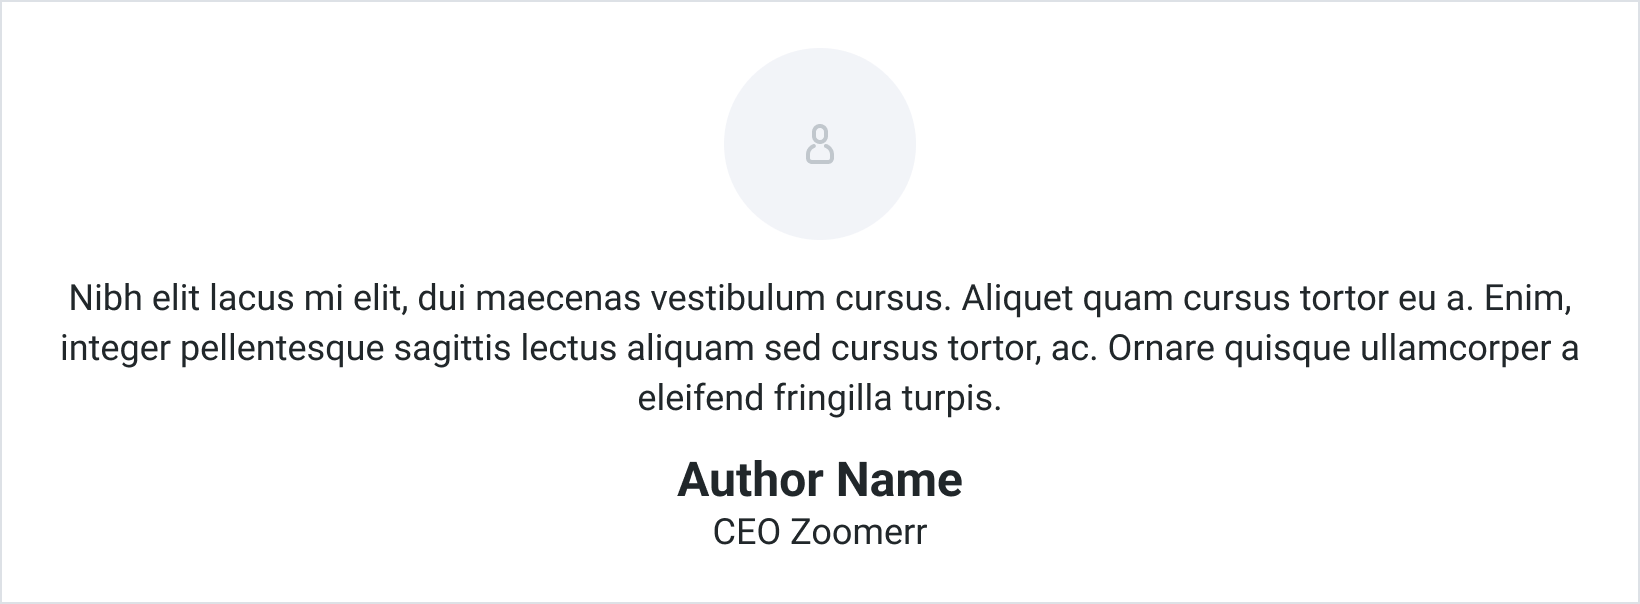 Nibh elit lacus mi elit, dui maecenas vestibulum cursus. Aliquet quam cursus tortor eu a. Enim,
integer pellentesque sagittis lectus aliquam sed cursus tortor, ac. Ornare quisque ullamcorper a
eleifend fringilla turpis.
Author Name
CEO Zoomerr